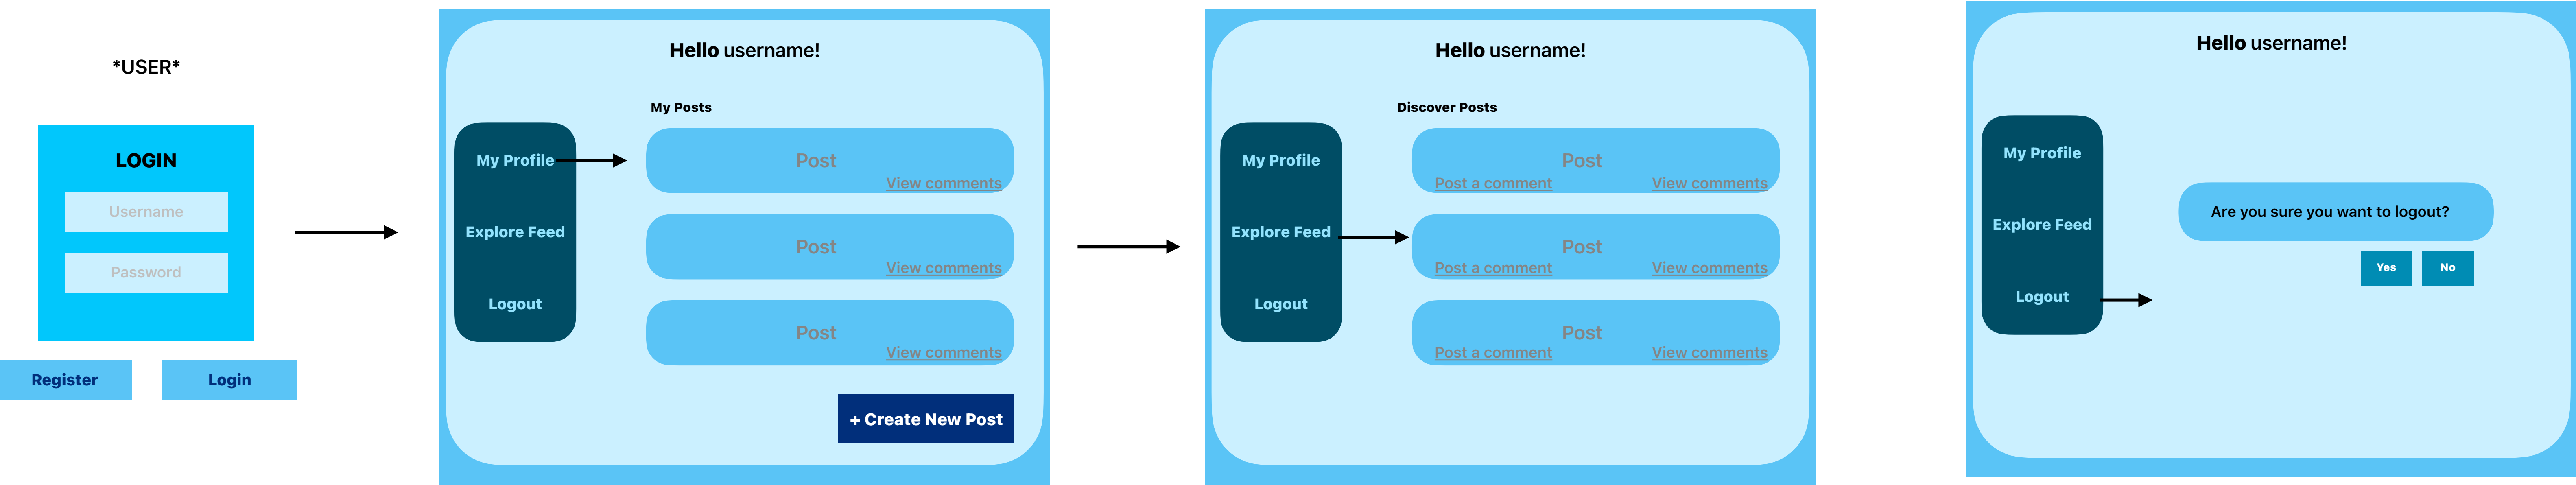 *USER*
LOGIN
Username
Password
Register
Login
Hello username!
My Posts
My Profile
Explore Feed
Logout
Post
View comments
Post
View comments
Post
View comments
+ Create New Post
Hello username!
Discover Posts
My Profile
Explore Feed
Logout
Post
Post a comment View comments
Post
Post a comment View comments
Post
Post a comment View comments
Hello username!
My Profile
Explore Feed
Logout
Are you sure you want to logout?
Yes No